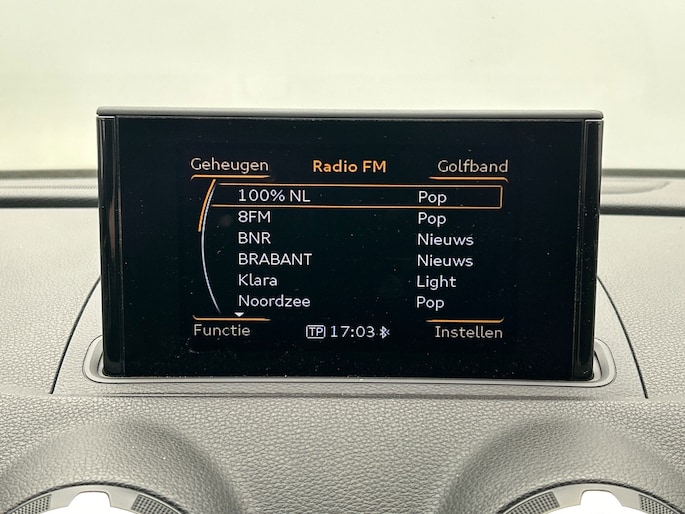 Geheugen Radio FM Golfband
100% NL Pop
8FM Pop
BNR Nieuws
BRABANT Nieuws
Klara Light
Noordzee Pop
Functie TP 17:03 Instellen